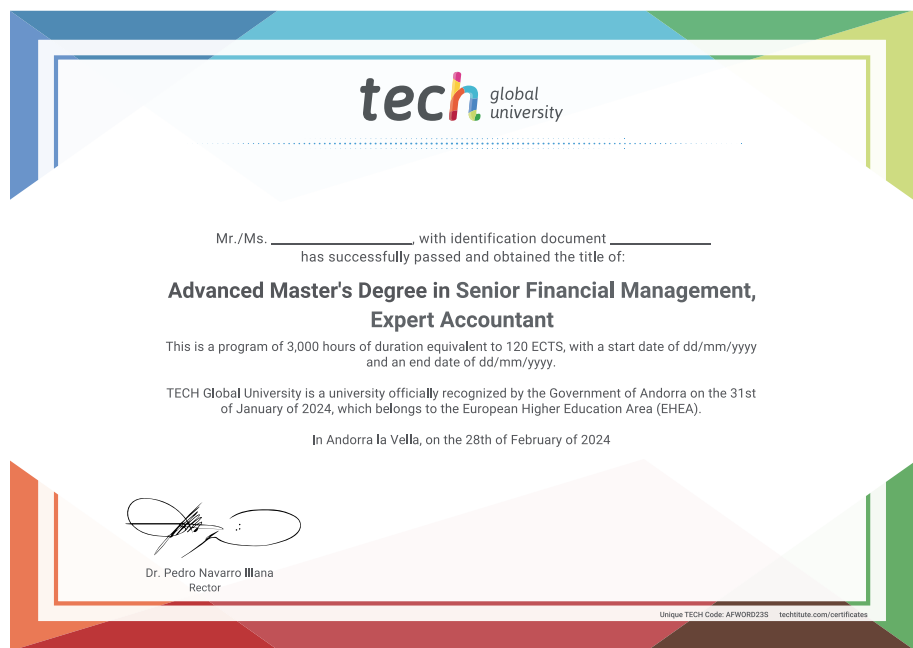 tech global
university
Mr./Ms. ________________, with identification document ____________
has successfully passed and obtained the title of:
Advanced Master's Degree in Senior Financial Management,
Expert Accountant
This is a program of 3,000 hours of duration equivalent to 120 ECTS, with a start date of dd/mm/yyyy
and an end date of dd/mm/yyyy.
TECH Global University is a university officially recognized by the Government of Andorra on the 31st
of January of 2024, which belongs to the European Higher Education Area (EHEA).
In Andorra la Vella, on the 28th of February of 2024
Dr. Pedro Navarro Illana
Rector
Unique TECH Code: AFWORD23S techtitute.com/certificates